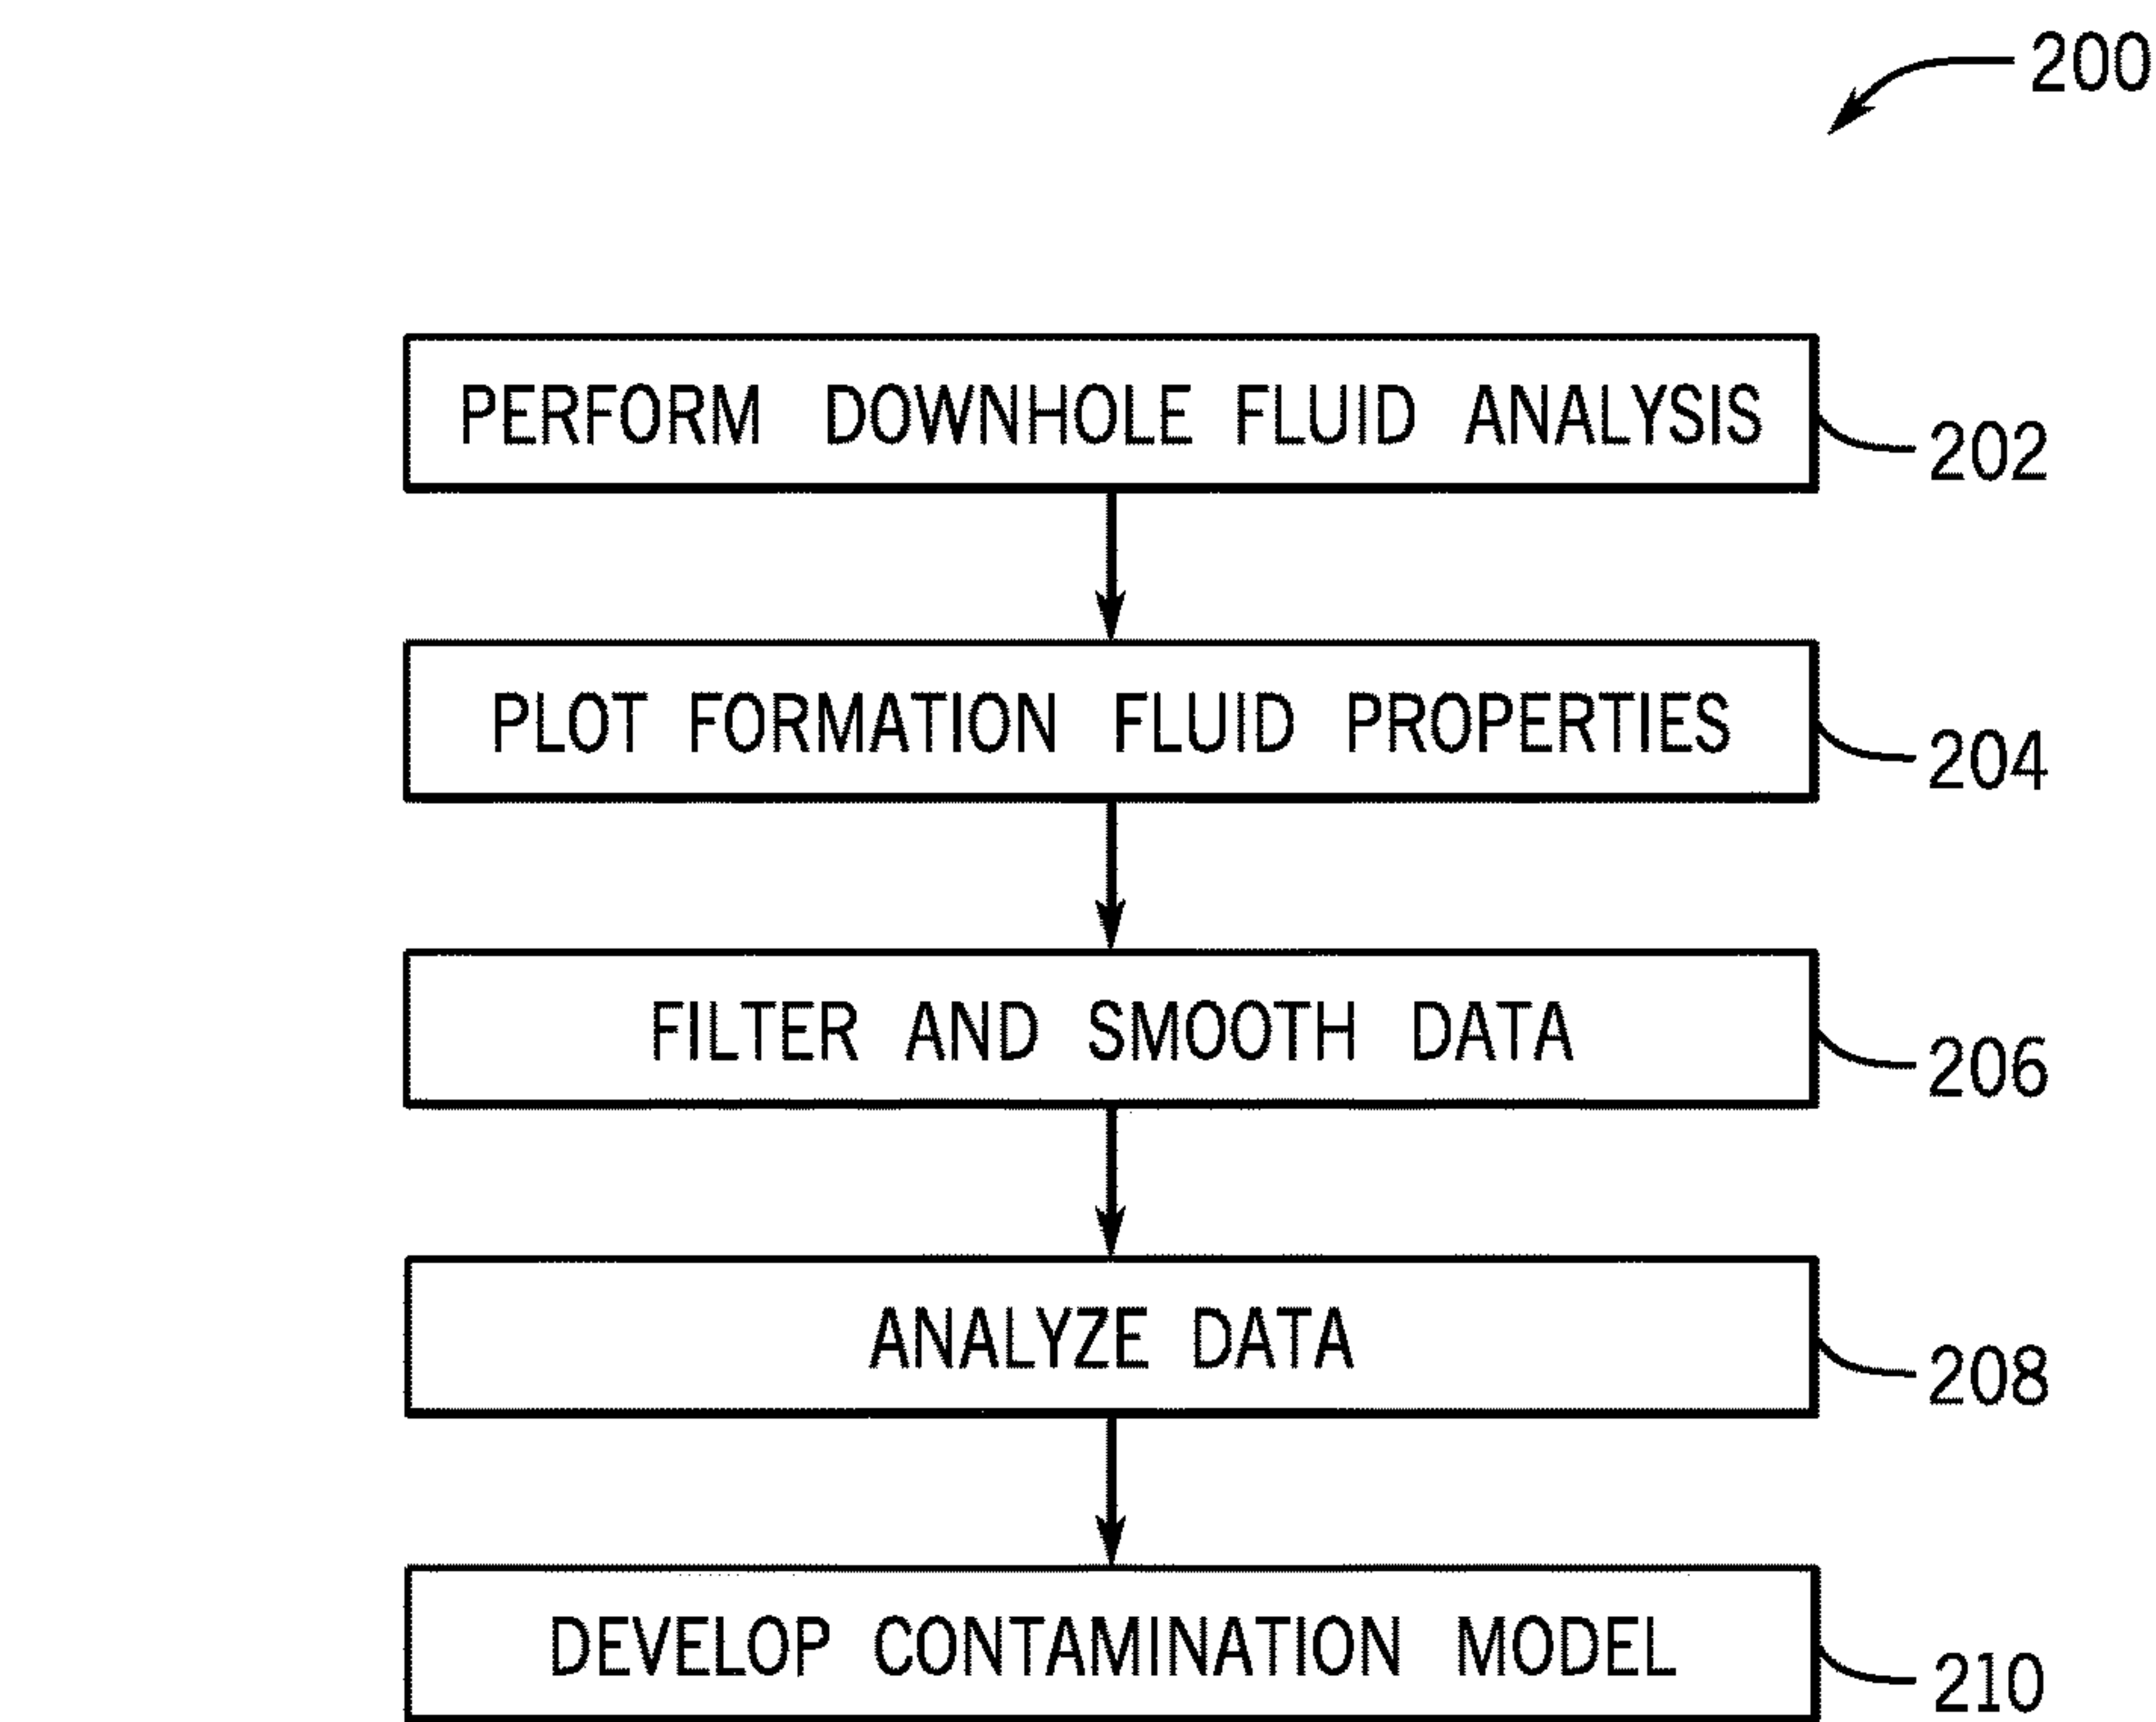 200
PERFORM DOWNHOLE FLUID ANALYSIS
202
PLOT FORMATION FLUID PROPERTIES
204
FILTER AND SMOOTH DATA
206
ANALYZE DATA
208
DEVELOP CONTAMINATION MODEL
210